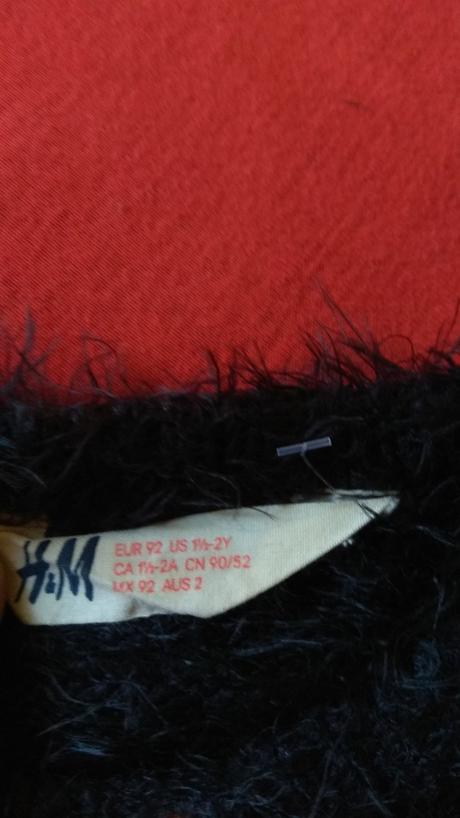 H&M
EUR 92 US 1½-2Y
CA 1½-2A CN 90/52
MX 92 AUS 2